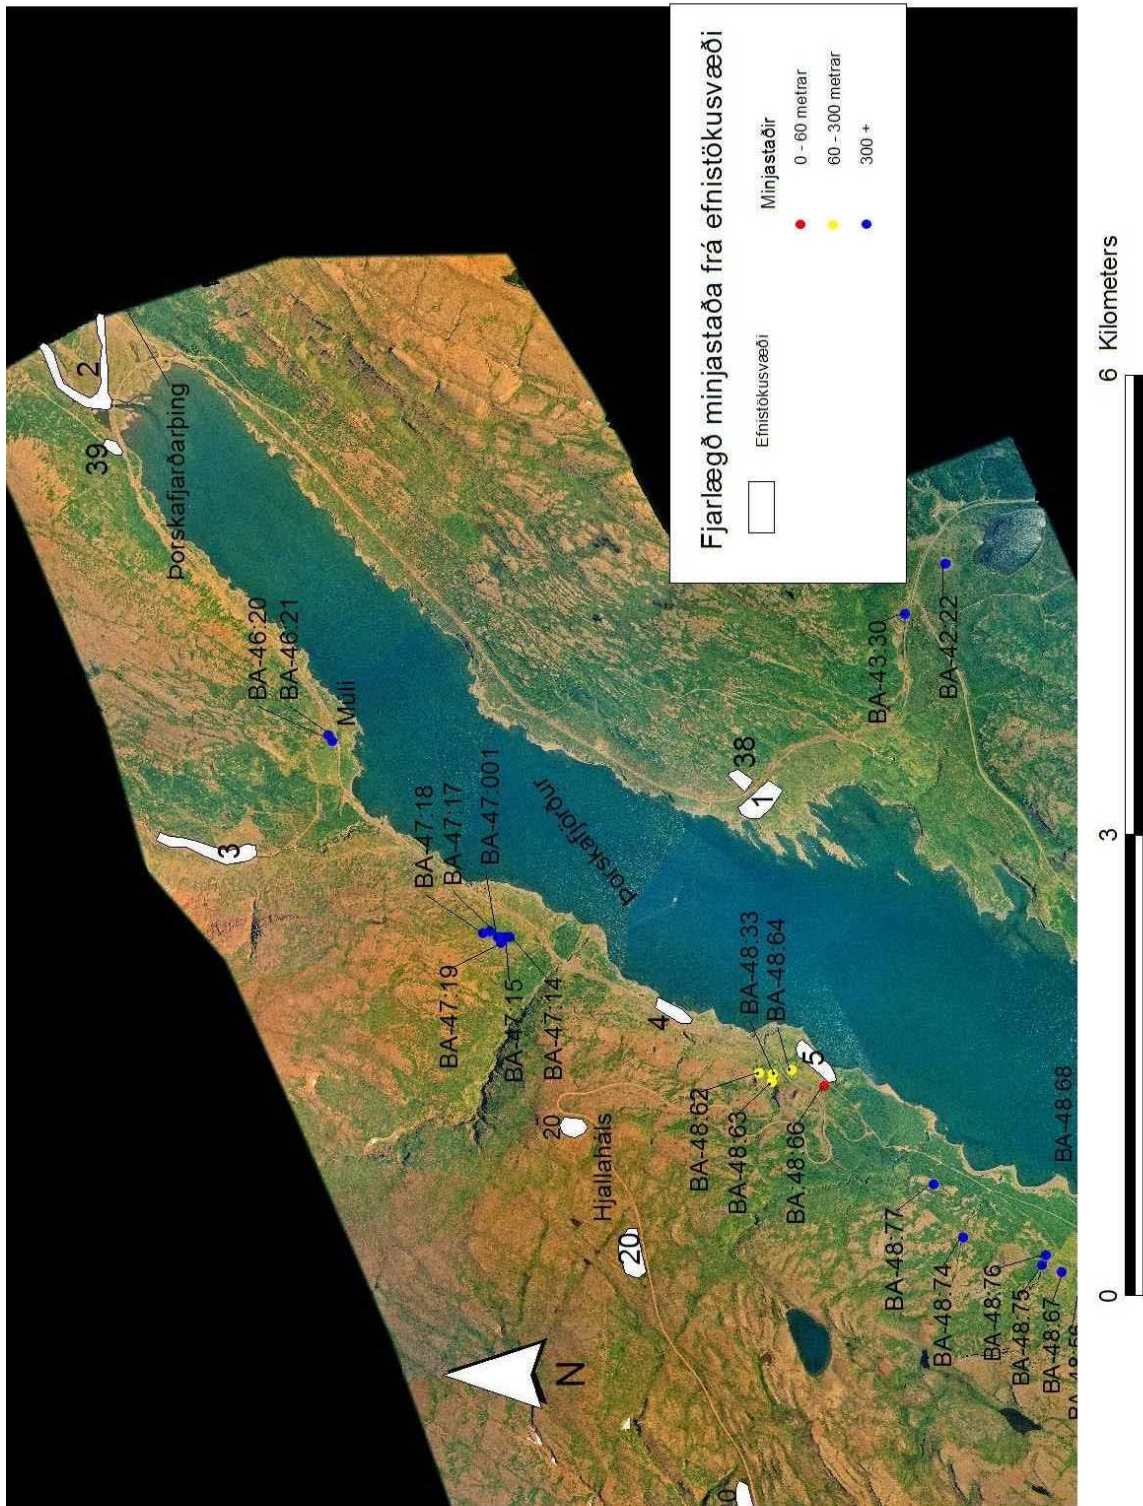 Fjarlægð minjastaða frá efnistökusvæði
Efnistökusvæði
Minjastaðir
0 - 60 metrar
60 - 300 metrar
300 +
2
39
Þorskafjarðarþing
BA-46:20
BA-46:21
Múli
3
BA-47:18
BA-47:17
BA-47:001
BA-47:19
BA-47:15
BA-47:14
Þorskafjörður
38
1
BA-43:30
BA-42:22
4
BA-48:33
BA-48:64
5
BA-48:62
BA-48:63
BA:48:66
20
Hjallaháls
20
BA-48:77
BA-48:74
BA-48:76
BA-48:75
BA-48:67
BA-48:68
N
0
3
6 Kilometers